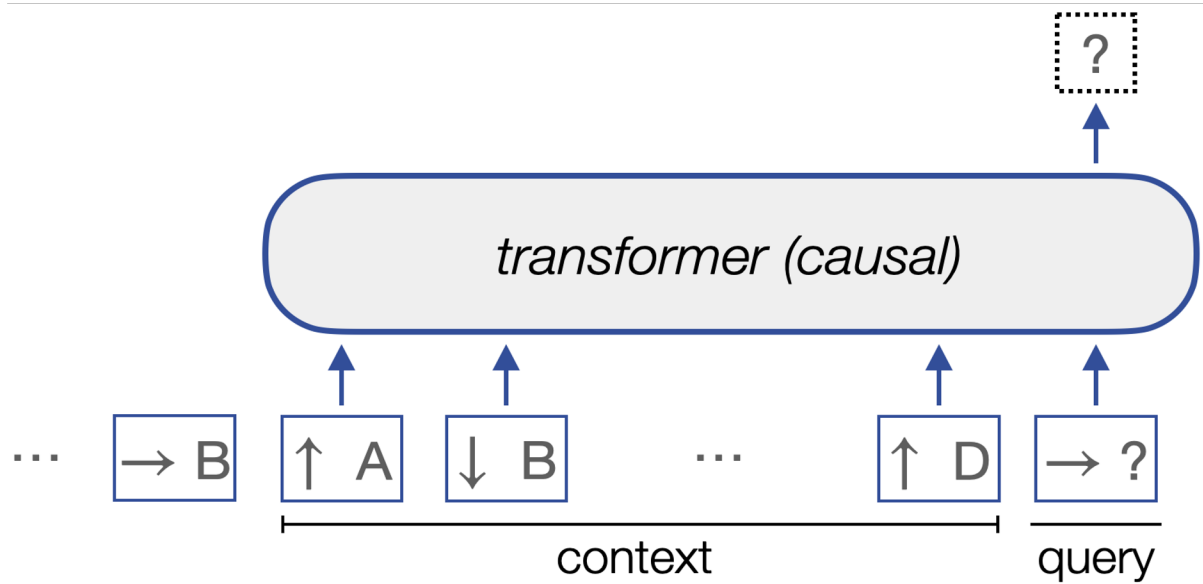 ?
transformer (causal)
... → B ↑ A ↓ B ... ↑ D → ?
context query